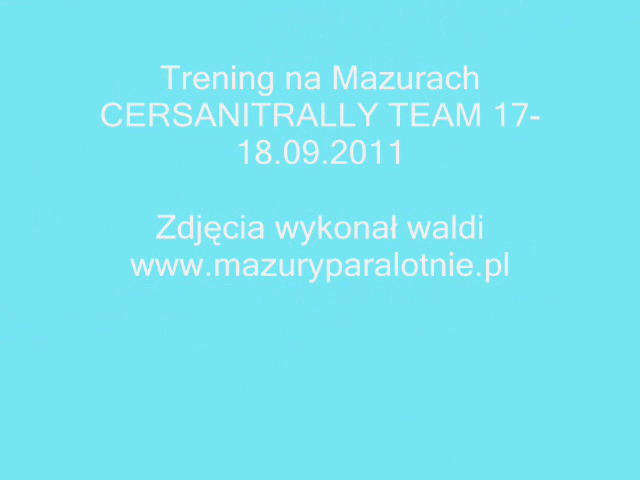 Trening na Mazurach
CERSANITRALLY TEAM 17-
18.09.2011
Zdjęcia wykonał waldi
www.mazuryparalotnie.pl